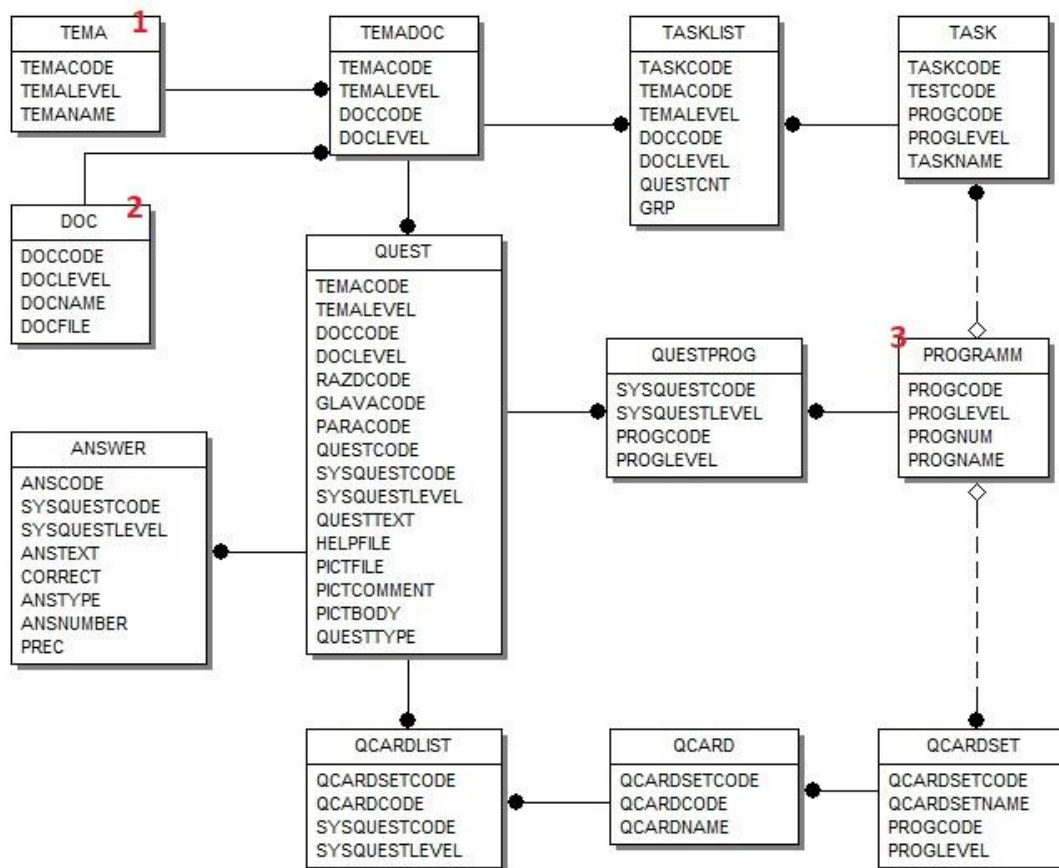 TEMA 1
TEMACODE
TEMALEVEL
TEMANAME
TEMADOC
TEMACODE
TEMALEVEL
DOCCODE
DOCLEVEL
TASKLIST
TASKCODE
TEMACODE
TEMALEVEL
DOCCODE
DOCLEVEL
QUESTCNT
GRP
TASK
TASKCODE
TESTCODE
PROGCODE
PROGLEVEL
TASKNAME
DOC 2
DOCCODE
DOCLEVEL
DOCNAME
DOCFILE
QUEST
TEMACODE
TEMALEVEL
DOCCODE
DOCLEVEL
RAZDCODE
GLAVACODE
PARACODE
QUESTCODE
SYSQUESTCODE
SYSQUESTLEVEL
QUESTTEXT
HELPFILE
PICTFILE
PICTCOMMENT
PICTBODY
QUESTTYPE
QUESTPROG
SYSQUESTCODE
SYSQUESTLEVEL
PROGCODE
PROGLEVEL
3 PROGRAMM
PROGCODE
PROGLEVEL
PROGNUM
PROGNAME
ANSWER
ANSCODE
SYSQUESTCODE
SYSQUESTLEVEL
ANSTEXT
CORRECT
ANSTYPE
ANSNUMBER
PREC
QCARDLIST
QCARDSETCODE
QCARDCODE
SYSQUESTCODE
SYSQUESTLEVEL
QCARD
QCARDSETCODE
QCARDCODE
QCARDNAME
QCARDSET
QCARDSETCODE
QCARDSETNAME
PROGCODE
PROGLEVEL